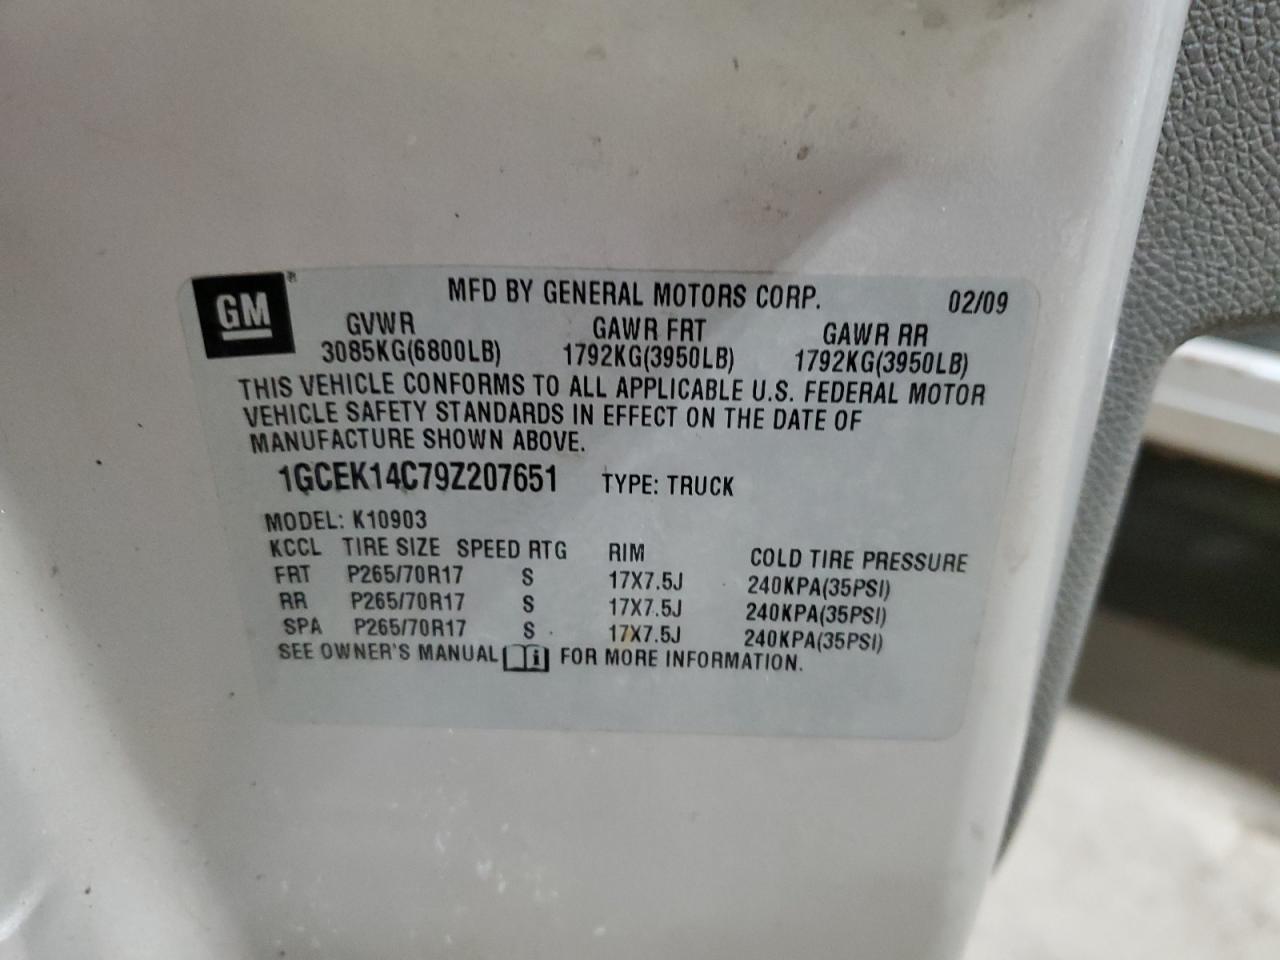 GM ® MFD BY GENERAL MOTORS CORP. 02/09
GVWR GAWR FRT GAWR RR
3085KG(6800LB) 1792KG(3950LB) 1792KG(3950LB)
THIS VEHICLE CONFORMS TO ALL APPLICABLE U.S. FEDERAL MOTOR
VEHICLE SAFETY STANDARDS IN EFFECT ON THE DATE OF
MANUFACTURE SHOWN ABOVE.
1GCEK14C79Z207651 TYPE: TRUCK
MODEL: K10903
KCCL TIRE SIZE SPEED RTG RIM COLD TIRE PRESSURE
FRT P265/70R17 S 17X7.5J 240KPA(35PSI)
RR P265/70R17 S 17X7.5J 240KPA(35PSI)
SPA P265/70R17 S 17X7.5J 240KPA(35PSI)
SEE OWNER'S MANUAL i FOR MORE INFORMATION.